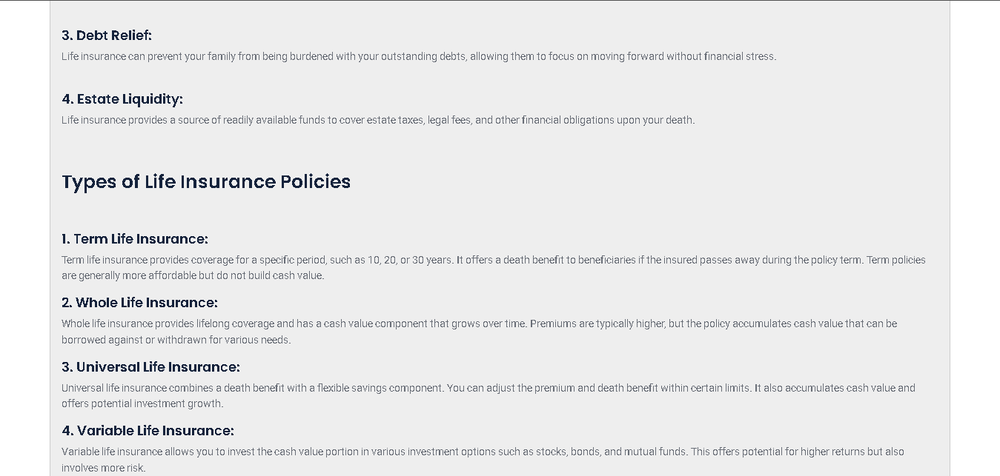 3. Debt Relief:
Life insurance can prevent your family from being burdened with your outstanding debts, allowing them to focus on moving forward without financial stress.
4. Estate Liquidity:
Life insurance provides a source of readily available funds to cover estate taxes, legal fees, and other financial obligations upon your death.
Types of Life Insurance Policies
1. Term Life Insurance:
Term life insurance provides coverage for a specific period, such as 10, 20, or 30 years. It offers a death benefit to beneficiaries if the insured passes away during the policy term. Term policies
are generally more affordable but do not build cash value.
2. Whole Life Insurance:
Whole life insurance provides lifelong coverage and has a cash value component that grows over time. Premiums are typically higher, but the policy accumulates cash value that can be
borrowed against or withdrawn for various needs.
3. Universal Life Insurance:
Universal life insurance combines a death benefit with a flexible savings component. You can adjust the premium and death benefit within certain limits. It also accumulates cash value and
offers potential investment growth.
4. Variable Life Insurance:
Variable life insurance allows you to invest the cash value portion in various investment options such as stocks, bonds, and mutual funds. This offers potential for higher returns but also
involves more risk.